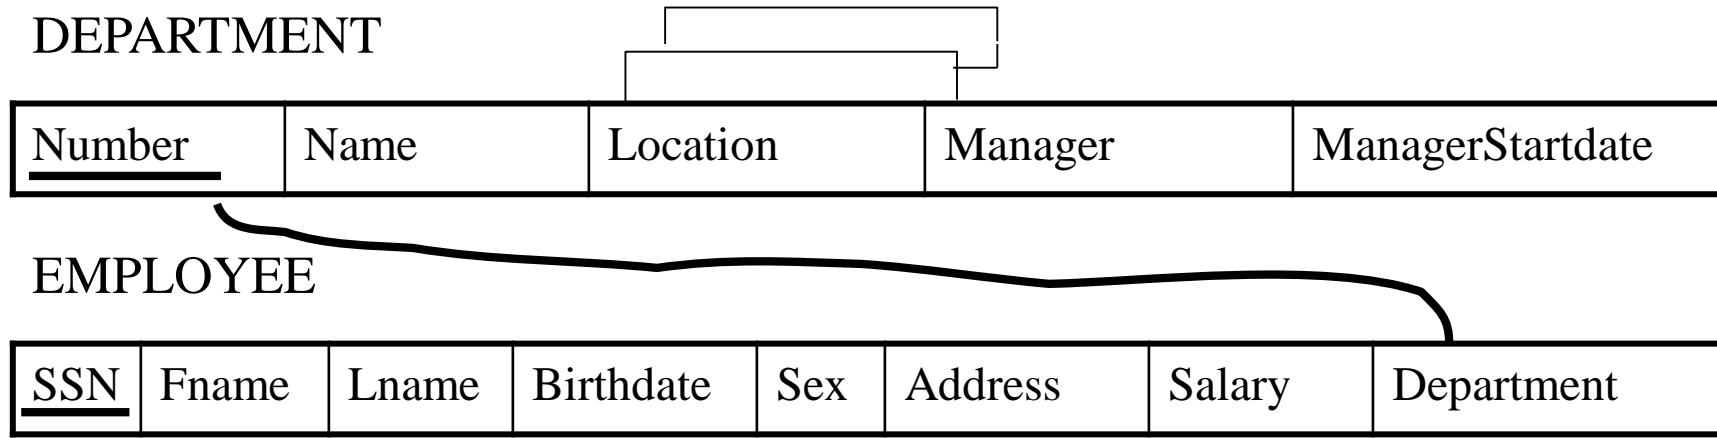 DEPARTMENT
Number Name Location Manager ManagerStartdate
EMPLOYEE
SSN Fname Lname Birthdate Sex Address Salary Department